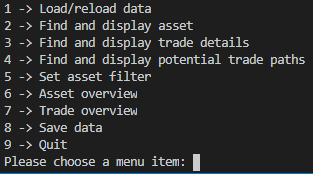 1 -> Load/reload data
2 -> Find and display asset
3 -> Find and display trade details
4 -> Find and display potential trade paths
5 -> Set asset filter
6 -> Asset overview
7 -> Trade overview
8 -> Save data
9 -> Quit
Please choose a menu item: